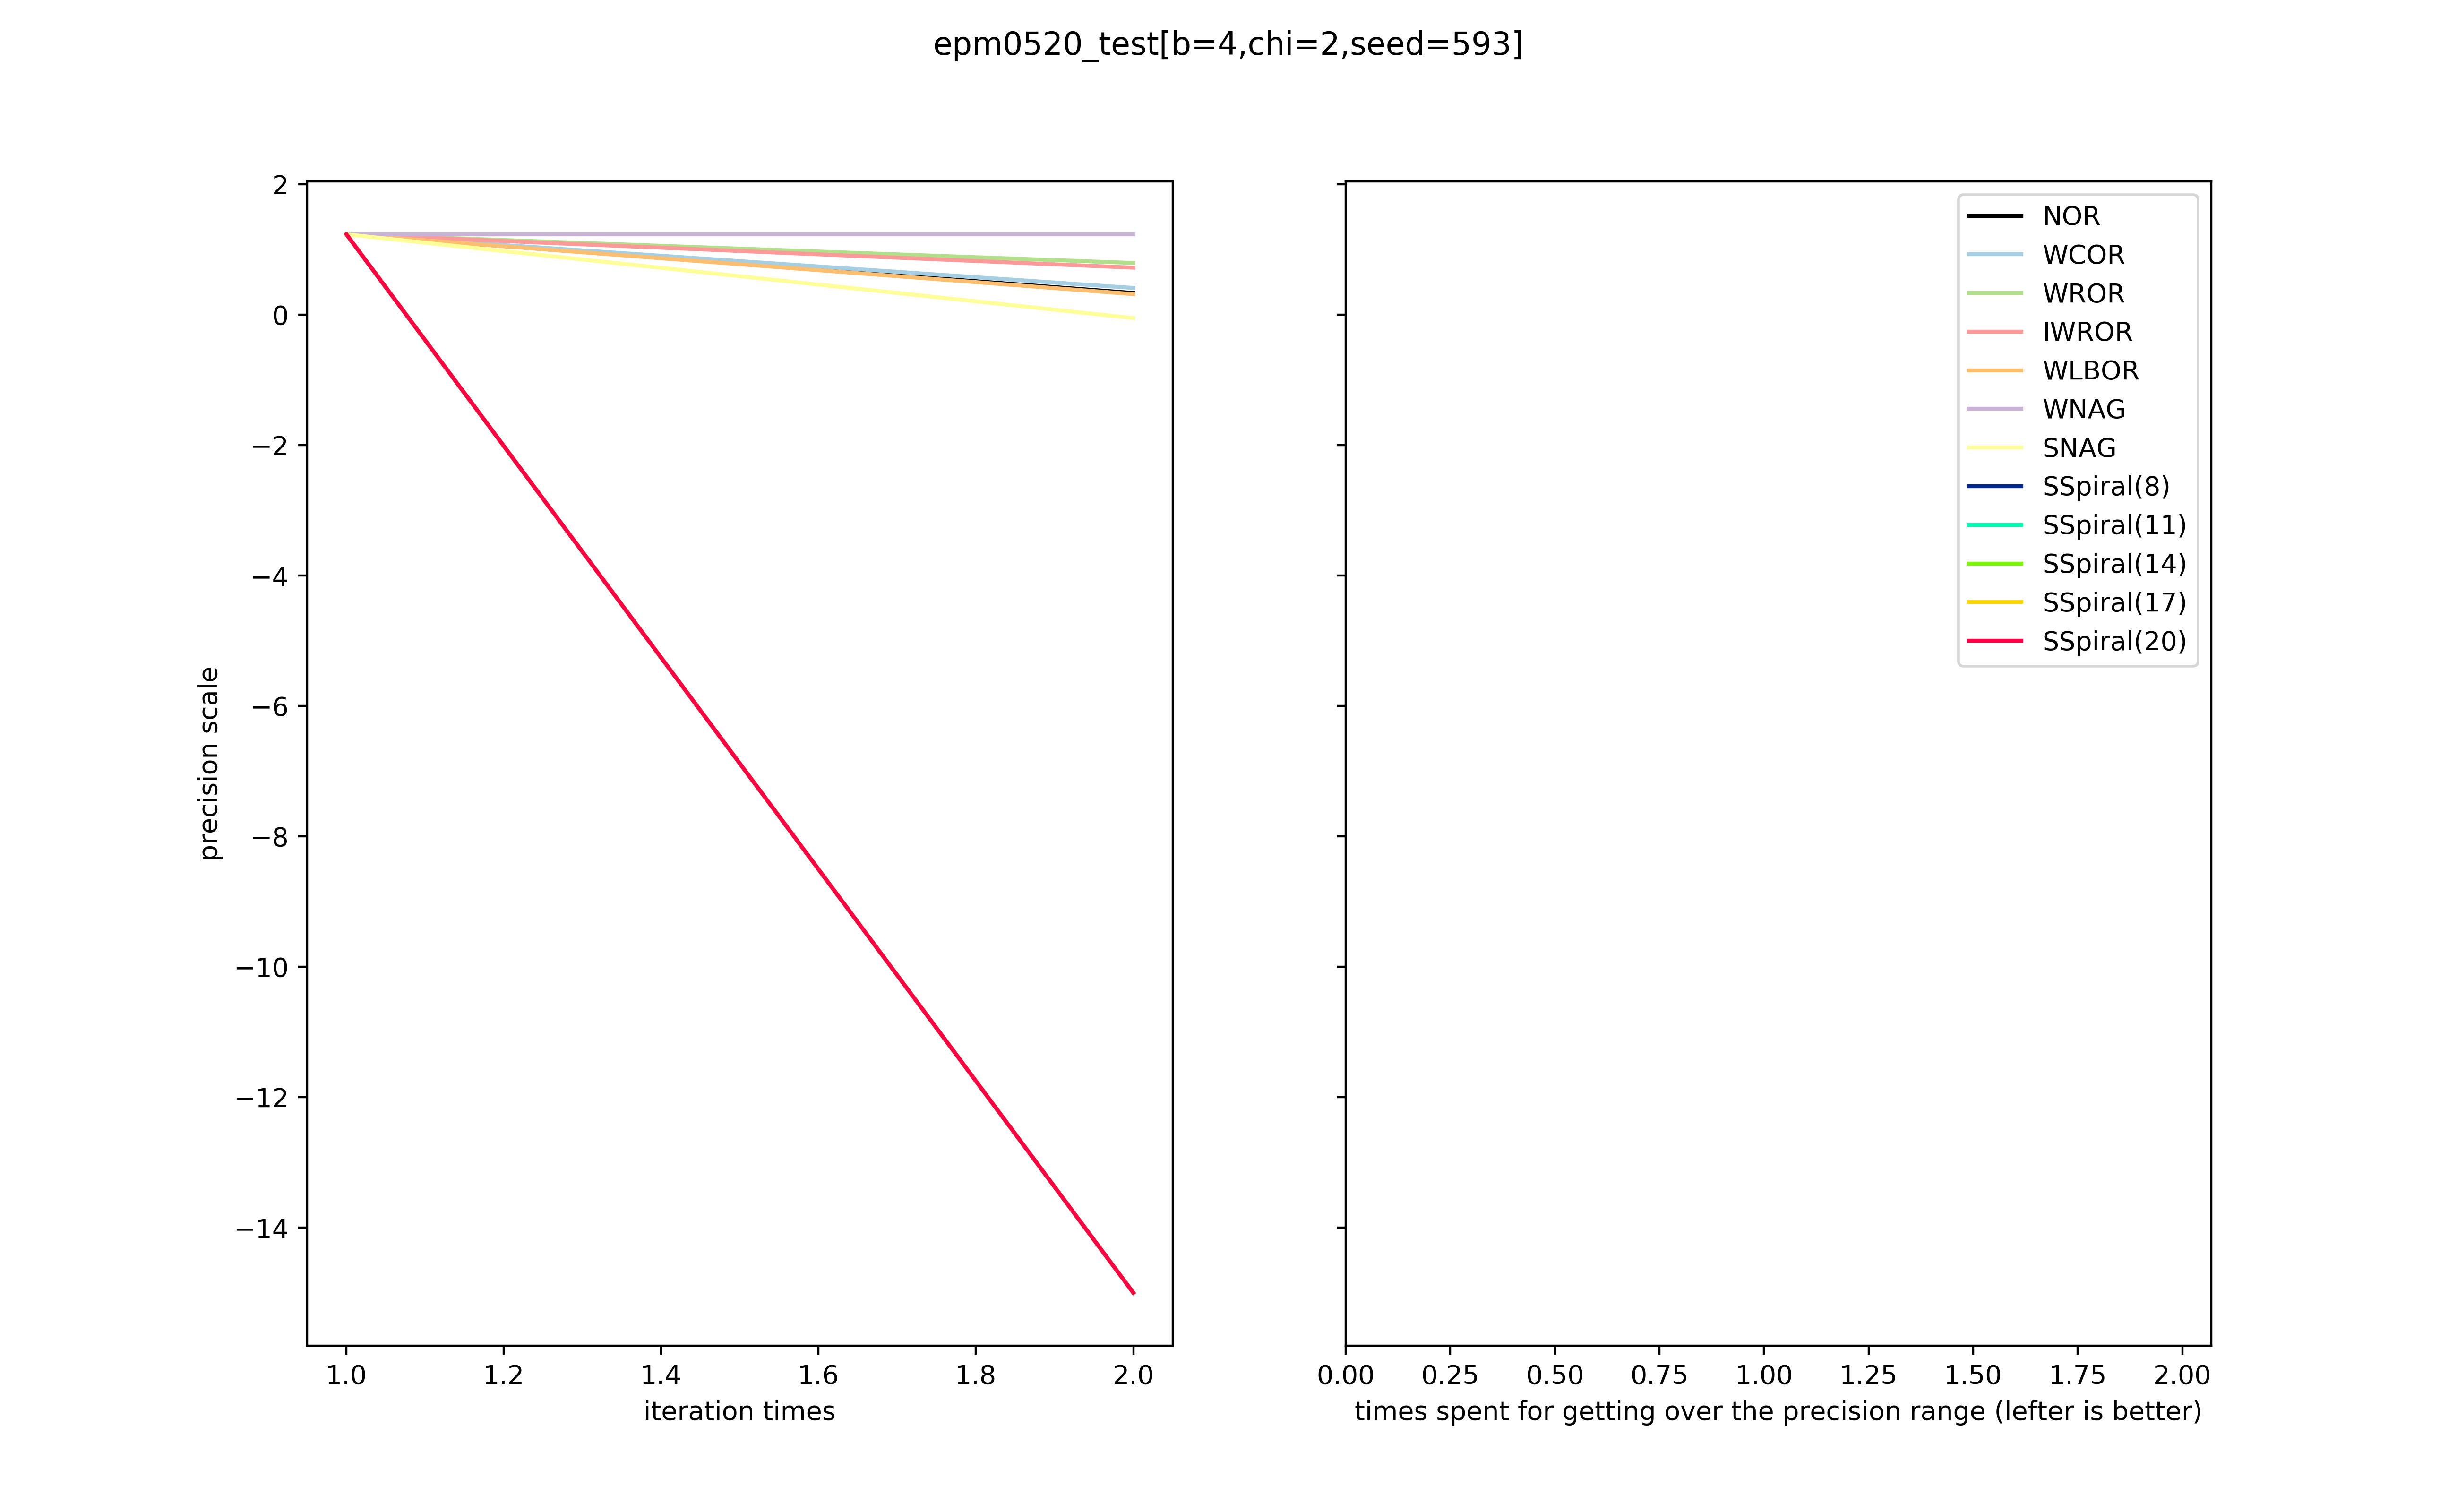 epm0520_test[b=4,chi=2,seed=593]
2
0
−2
−4
−6
−8
−10
−12
−14
precision scale
1.0 1.2 1.4 1.6 1.8 2.0
iteration times
NOR
WCOR
WROR
IWROR
WLBOR
WNAG
SNAG
SSpiral(8)
SSpiral(11)
SSpiral(14)
SSpiral(17)
SSpiral(20)
0.00 0.25 0.50 0.75 1.00 1.25 1.50 1.75 2.00
times spent for getting over the precision range (lefter is better)